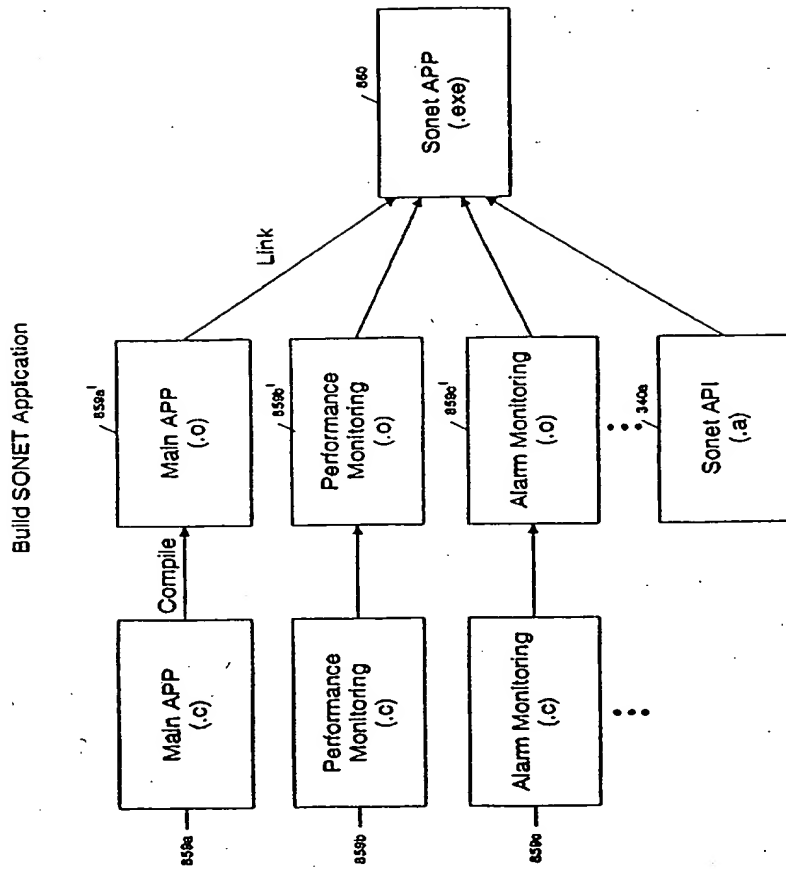 Build SONET Application
859a
Main APP
(.c)
Compile
859a'
Main APP
(.o)
Link
859b
Performance
Monitoring
(.c)
859b'
Performance
Monitoring
(.o)
859c
Alarm Monitoring
(.c)
859c'
Alarm Monitoring
(.o)
340a
Sonet API
(.a)
860
Sonet APP
(.exe)